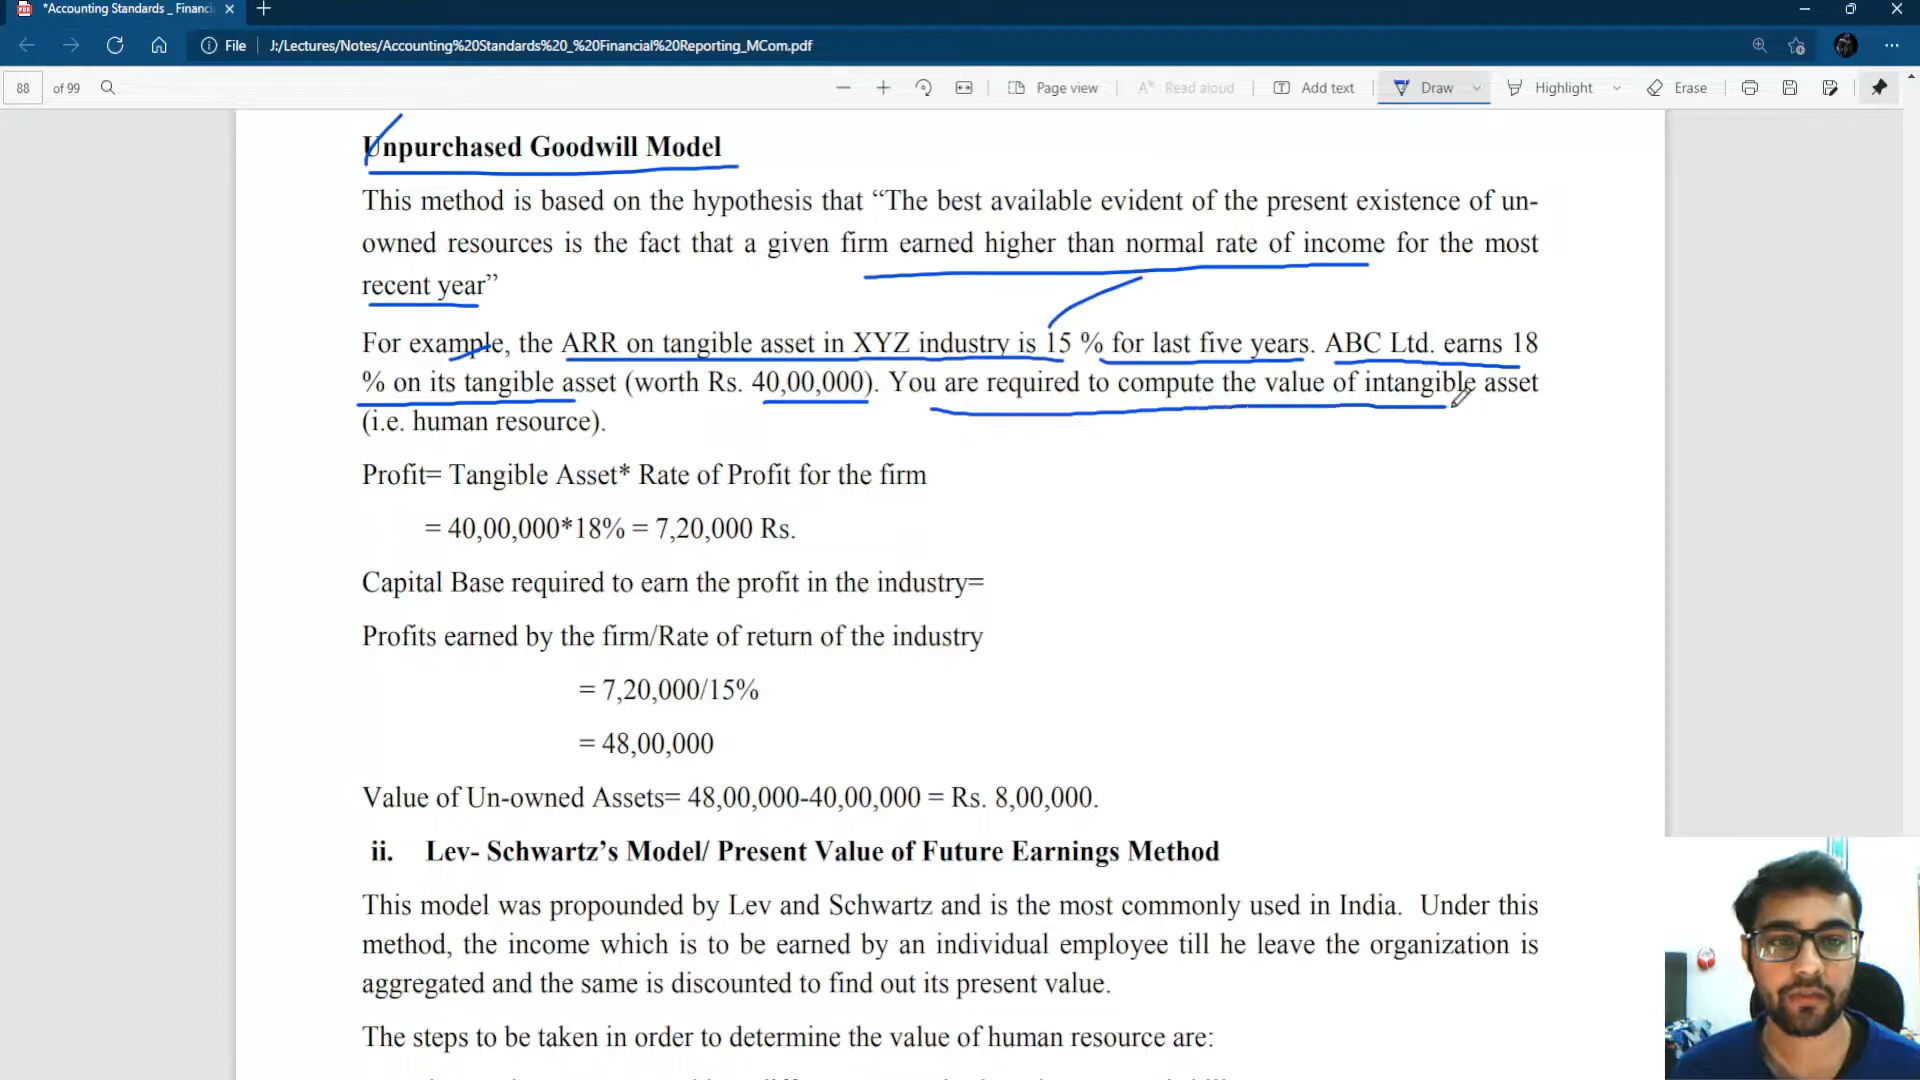 *Accounting Standards _ Financi
File
J:/Lectures/Notes/Accounting%20Standards%20_%20Financial%20Reporting_MCom.pdf
88 of 99
Page view
Read aloud
Add text
Draw
Highlight
Erase
Unpurchased Goodwill Model
This method is based on the hypothesis that “The best available evident of the present existence of un-
owned resources is the fact that a given firm earned higher than normal rate of income for the most
recent year”
For example, the ARR on tangible asset in XYZ industry is 15 % for last five years. ABC Ltd. earns 18
% on its tangible asset (worth Rs. 40,00,000). You are required to compute the value of intangible asset
(i.e. human resource).
Profit= Tangible Asset* Rate of Profit for the firm
= 40,00,000*18% = 7,20,000 Rs.
Capital Base required to earn the profit in the industry=
Profits earned by the firm/Rate of return of the industry
= 7,20,000/15%
= 48,00,000
Value of Un-owned Assets= 48,00,000-40,00,000 = Rs. 8,00,000.
ii. Lev- Schwartz’s Model/ Present Value of Future Earnings Method
This model was propounded by Lev and Schwartz and is the most commonly used in India. Under this
method, the income which is to be earned by an individual employee till he leave the organization is
aggregated and the same is discounted to find out its present value.
The steps to be taken in order to determine the value of human resource are: